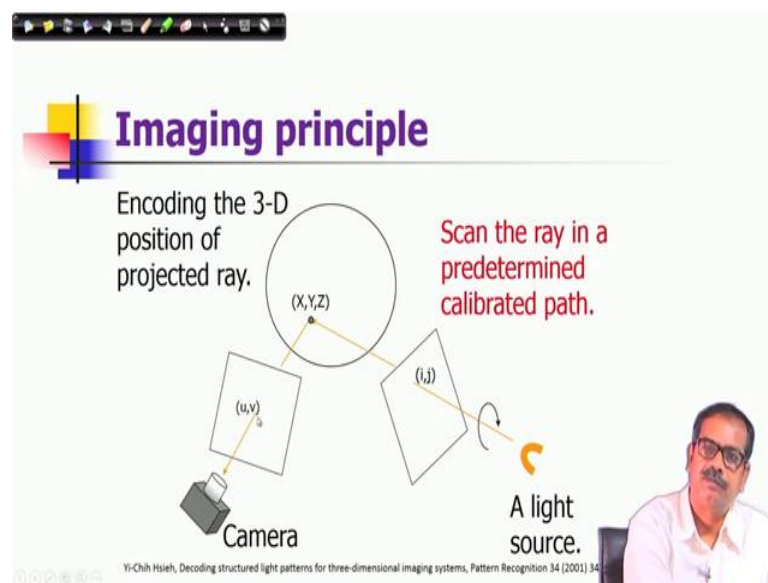 Imaging principle
Encoding the 3-D
position of
projected ray.
Scan the ray in a
predetermined
calibrated path.
(X,Y,Z)
(i,j)
(u,v)
Camera
A light
source.
Yi-Chih Hsieh, Decoding structured light patterns for three-dimensional imaging systems, Pattern Recognition 34 (2001) 34